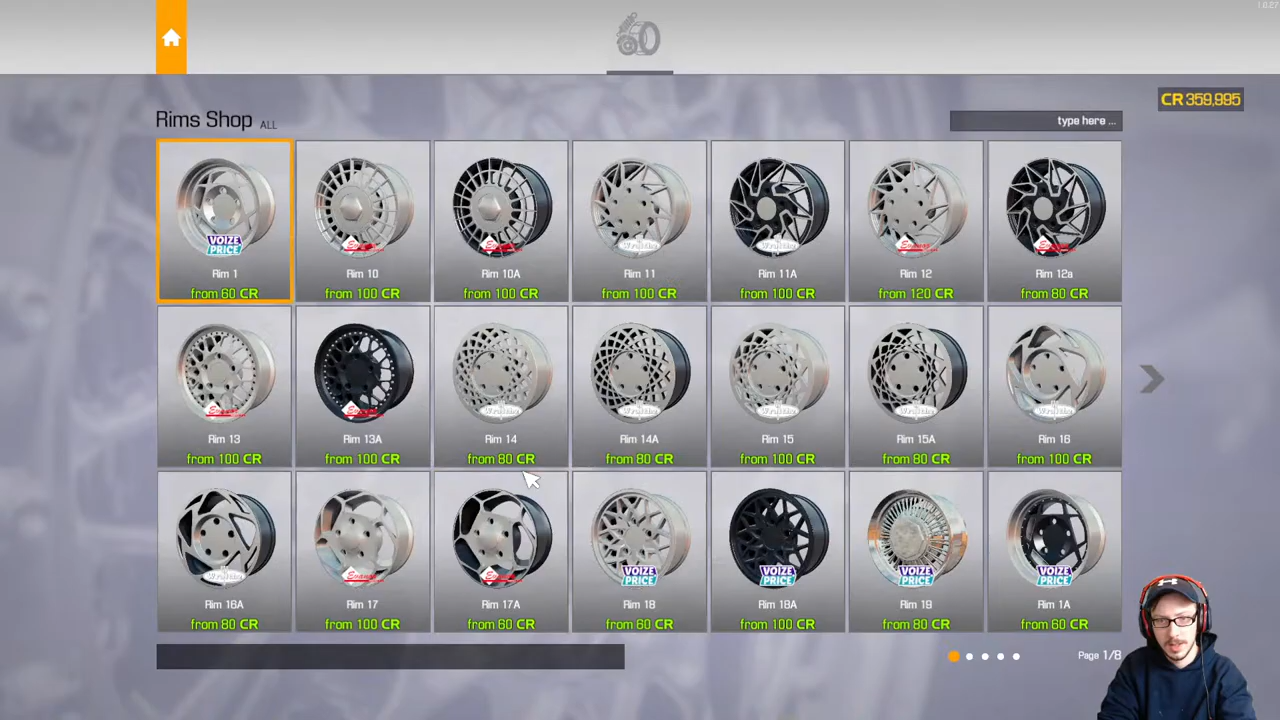 1.6.27
CR 359,995
Rims Shop ALL
type here ...
VOIZE PRICE
Rim 1
from 60 CR
Rim 10
from 100 CR
Rim 10A
from 100 CR
Rim 11
from 100 CR
Rim 11A
from 100 CR
Rim 12
from 120 CR
Rim 12a
from 80 CR
Rim 13
from 100 CR
Rim 13A
from 100 CR
Rim 14
from 80 CR
Rim 14A
from 80 CR
Rim 15
from 100 CR
Rim 15A
from 80 CR
Rim 16
from 100 CR
Rim 16A
from 80 CR
Rim 17
from 100 CR
Rim 17A
from 60 CR
VOIZE PRICE
Rim 18
from 60 CR
VOIZE PRICE
Rim 18A
from 100 CR
VOIZE PRICE
Rim 19
from 80 CR
VOIZE PRICE
Rim 1A
from 60 CR
Page 1/8